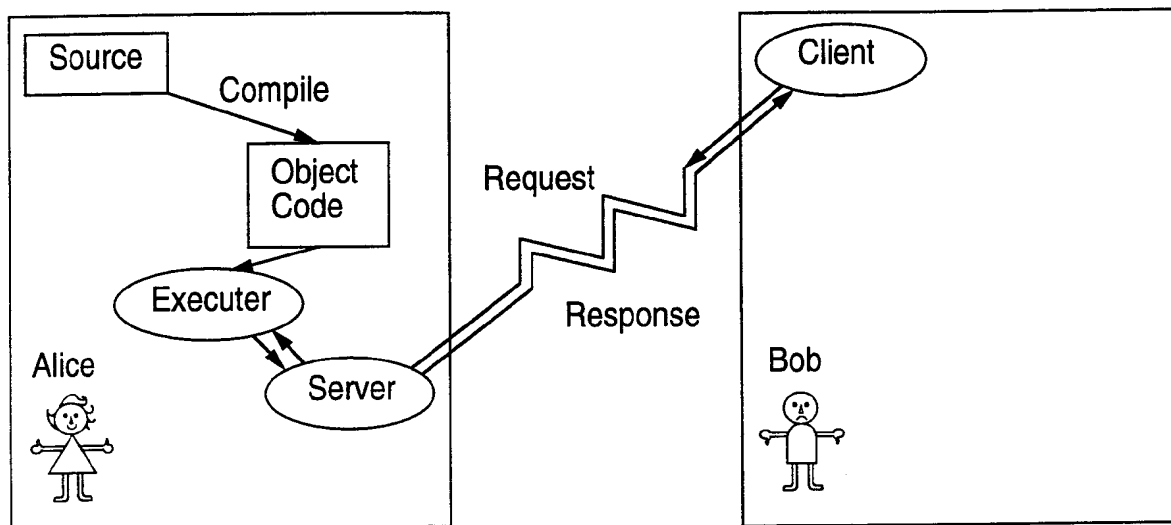 Source
Compile
Object
Code
Executer
Server
Alice
Request
Response
Client
Bob